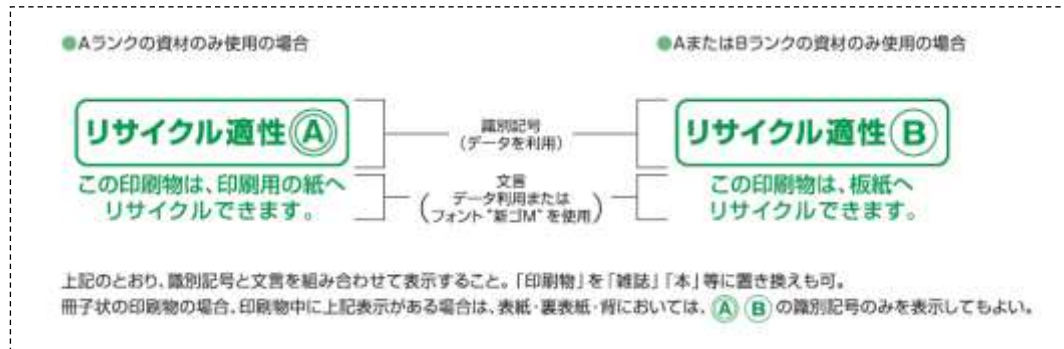 ●Aランクの資材のみ使用の場合
●AまたはBランクの資材のみ使用の場合
リサイクル適性Ⓐ
この印刷物は、印刷用の紙へ
リサイクルできます。
識別記号
(データを利用)
文言
データ利用または
フォント"新ゴM"を使用
リサイクル適性Ⓑ
この印刷物は、板紙へ
リサイクルできます。
上記のとおり、識別記号と文言を組み合わせて表示すること。「印刷物」を「雑誌」「本」等に置き換えも可。
冊子状の印刷物の場合、印刷物中に上記表示がある場合は、表紙・裏表紙・背においては、Ⓐ Ⓑ の識別記号のみを表示してもよい。